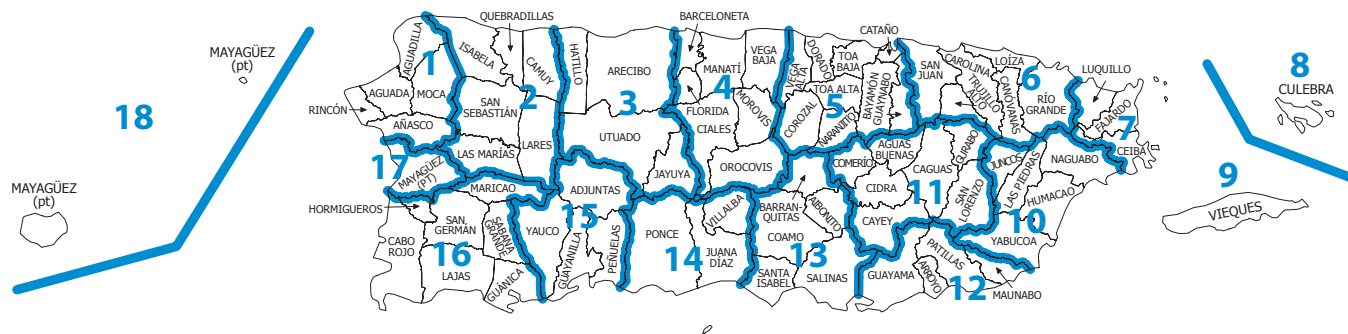 MAYAGÜEZ
(pt)
18
MAYAGÜEZ
(pt)
QUEBRADILLAS
BARCELONETA
CATAÑO
AGUADILLA
1
ISABELA
CAMUY
HATILLO
ARECIBO
MANATÍ
4
VEGA
BAJA
VEGA
ALTA
DORADO
TOA
BAJA
SAN
JUAN
CAROLINA
LOÍZA
6
LUQUILLO
RINCÓN
AGUADA
MOCA
SAN
SEBASTIÁN
2
3
FLORIDA
MOROVIS
COROZAL
TOA ALTA
5
NARANJITO
BAYAMÓN
GUAYNABO
TRUJILLO
ALTO
CANÓVANAS
RÍO
GRANDE
FAJARDO
7
CEIBA
AÑASCO
17
MAYAGÜEZ
(PT)
LAS MARÍAS
LARES
UTUADO
CIALES
JAYUYA
OROCOVIS
COMERÍO
AGUAS
BUENAS
CAGUAS
GURABO
JUNCOS
NAGUABO
HORMIGUEROS
MARICAO
ADJUNTAS
15
VILLALBA
BARRAN-
QUITAS
AIBONITO
CIDRA
11
SAN
LORENZO
LAS PIEDRAS
HUMACAO
10
CABO
ROJO
SAN
GERMÁN
16
SABANA
GRANDE
YAUCO
GUAYANILLA
PEÑUELAS
PONCE
14
JUANA
DÍAZ
COAMO
13
CAYEY
YABUCOA
LAJAS
GUÁNICA
SANTA
ISABEL
SALINAS
GUAYAMA
ARROYO
PATILLAS
12
MAUNABO
8
CULEBRA
9
VIEQUES